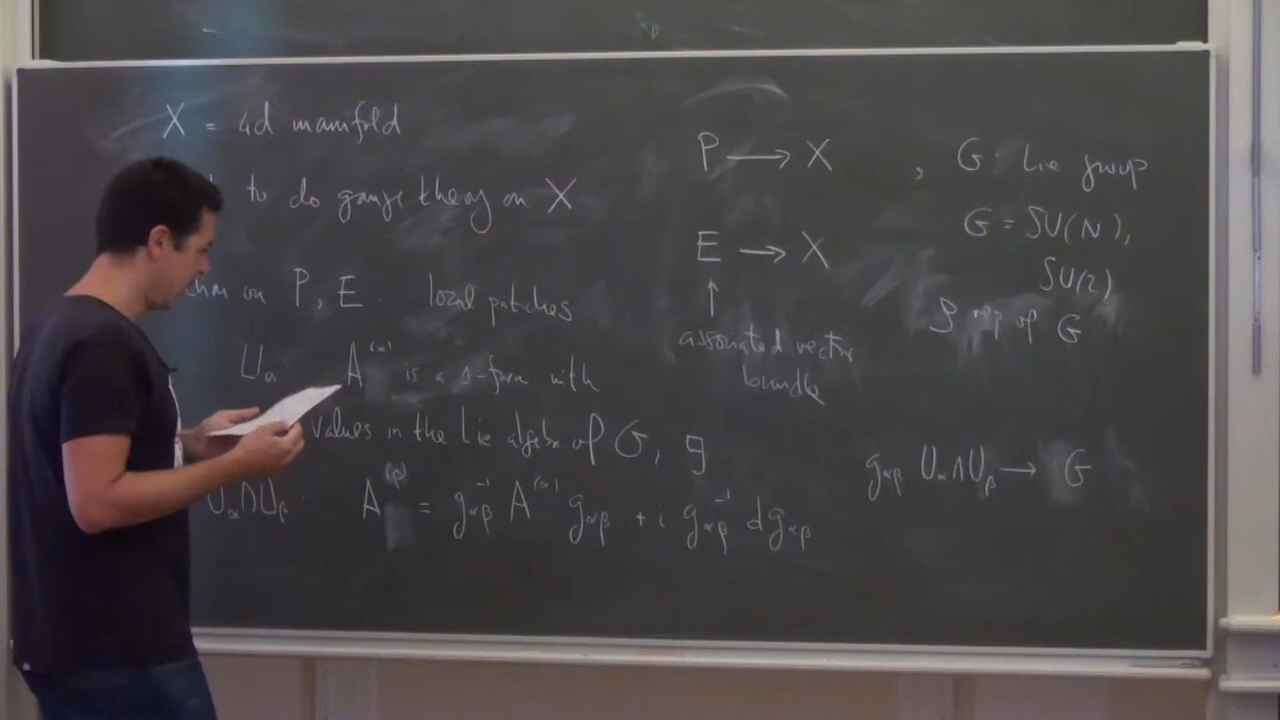 X = 4d manifold
to do gauge theory on X
on P, E local patches
U_α A^(α) is a 1-form with
values in the Lie algebra of G, g
U_α∩U_β A^(β) = g_αβ^-1 A^(α) g_αβ + i g_αβ^-1 d g_αβ
P → X , G Lie group
G = SU(N),
E → X
SU(2)
ρ rep of G
↑
associated vector
bundle
g_αβ U_α∩U_β → G